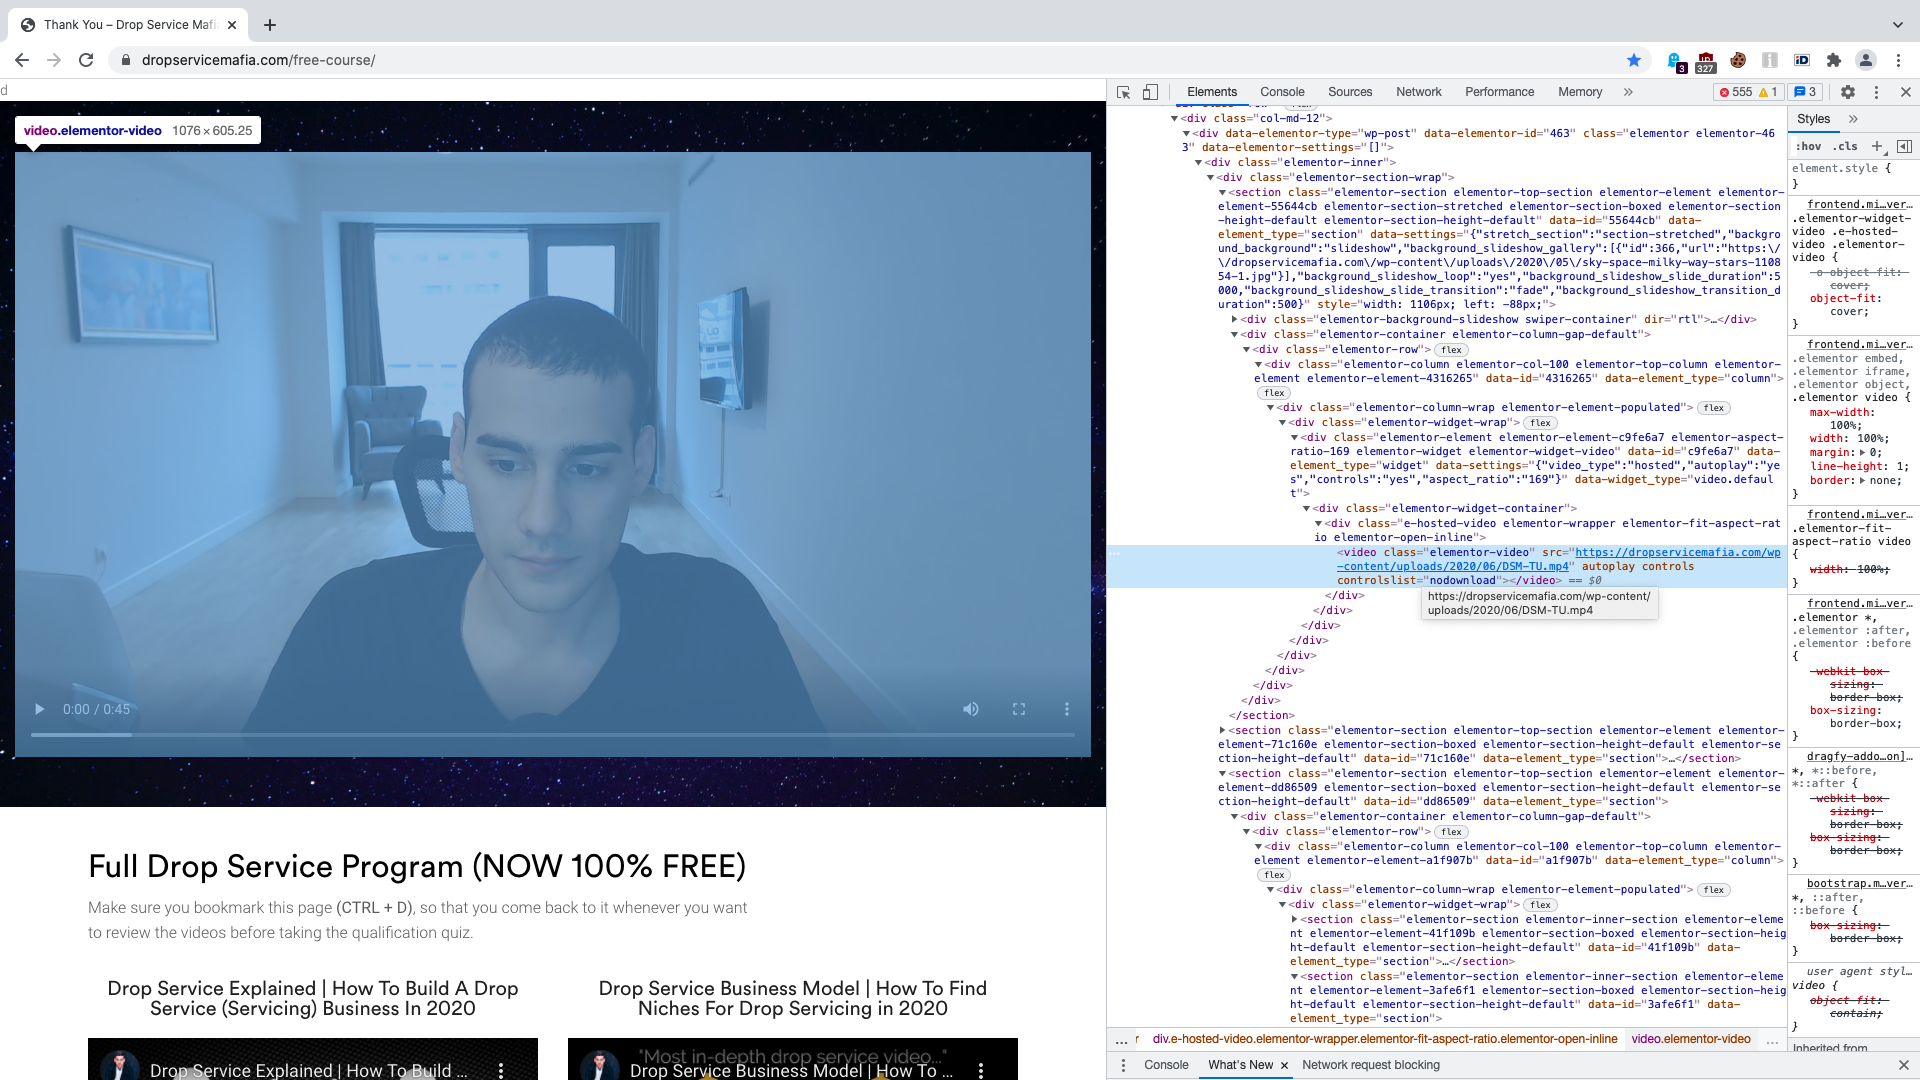 Thank You – Drop Service Mafi
dropservicemafia.com/free-course/
3
327
iD
d
video.elementor-video 1076 × 605.25
0:00 / 0:45
Full Drop Service Program (NOW 100% FREE)
Make sure you bookmark this page (CTRL + D), so that you come back to it whenever you want
to review the videos before taking the qualification quiz.
Drop Service Explained | How To Build A Drop
Service (Servicing) Business In 2020
Drop Service Business Model | How To Find
Niches For Drop Servicing in 2020
Drop Service Explained | How To Build ...
"Most in-depth drop service video..."
Drop Service Business Model | How To ...
Elements Console Sources Network Performance Memory » 555 1 3
<div class="col-md-12">
<div data-elementor-type="wp-post" data-elementor-id="463" class="elementor elementor-46
3" data-elementor-settings="[]">
<div class="elementor-inner">
<div class="elementor-section-wrap">
<section class="elementor-section elementor-top-section elementor-element elementor-
element-55644cb elementor-section-stretched elementor-section-boxed elementor-section
-height-default elementor-section-height-default" data-id="55644cb" data-
element_type="section" data-settings="{"stretch_section":"section-stretched","backgr
ound_background":"slideshow","background_slideshow_gallery":[{"id":366,"url":"https:\/
\/dropservicemafia.com\/wp-content\/uploads\/2020\/05\/sky-space-milky-way-stars-1108
54-1.jpg"}],"background_slideshow_loop":"yes","background_slideshow_slide_duration":5
000,"background_slideshow_slide_transition":"fade","background_slideshow_transition_d
uration":500}" style="width: 1106px; left: -88px;">
<div class="elementor-background-slideshow swiper-container" dir="rtl">…</div>
<div class="elementor-container elementor-column-gap-default">
<div class="elementor-row"> flex
<div class="elementor-column elementor-col-100 elementor-top-column elementor-
element elementor-element-4316265" data-id="4316265" data-element_type="column">
flex
<div class="elementor-column-wrap elementor-element-populated"> flex
<div class="elementor-widget-wrap"> flex
<div class="elementor-element elementor-element-c9fe6a7 elementor-aspect-
ratio-169 elementor-widget elementor-widget-video" data-id="c9fe6a7" data-
element_type="widget" data-settings="{"video_type":"hosted","autoplay":"ye
s","controls":"yes","aspect_ratio":"169"}" data-widget_type="video.defaul
t">
<div class="elementor-widget-container">
<div class="e-hosted-video elementor-wrapper elementor-fit-aspect-rat
io elementor-open-inline">
<video class="elementor-video" src="https://dropservicemafia.com/wp
-content/uploads/2020/06/DSM-TU.mp4" autoplay controls
controlslist="nodownload"></video> == $0
https://dropservicemafia.com/wp-content/
uploads/2020/06/DSM-TU.mp4
</div>
</div>
</div>
</div>
</div>
</div>
</div>
</div>
</section>
<section class="elementor-section elementor-top-section elementor-element elementor-
element-71c160e elementor-section-boxed elementor-section-height-default elementor-se
ction-height-default" data-id="71c160e" data-element_type="section">…</section>
<section class="elementor-section elementor-top-section elementor-element elementor-
element-dd86509 elementor-section-boxed elementor-section-height-default elementor-se
ction-height-default" data-id="dd86509" data-element_type="section">
<div class="elementor-container elementor-column-gap-default">
<div class="elementor-row"> flex
<div class="elementor-column elementor-col-100 elementor-top-column elementor-
element elementor-element-a1f907b" data-id="a1f907b" data-element_type="column">
flex
<div class="elementor-column-wrap elementor-element-populated"> flex
<div class="elementor-widget-wrap"> flex
<section class="elementor-section elementor-inner-section elementor-eleme
nt elementor-element-41f109b elementor-section-boxed elementor-section-heig
ht-default elementor-section-height-default" data-id="41f109b" data-
element_type="section">…</section>
<section class="elementor-section elementor-inner-section elementor-eleme
nt elementor-element-3afe6f1 elementor-section-boxed elementor-section-heig
ht-default elementor-section-height-default" data-id="3afe6f1" data-
element_type="section">
... r div.e-hosted-video.elementor-wrapper.elementor-fit-aspect-ratio.elementor-open-inline video.elementor-video ...
Console What's New × Network request blocking
Styles »
:hov .cls +
element.style {
}
frontend.mi…ver…
.elementor-widget-
video .e-hosted-
video .elementor-
video {
-o-object-fit:
cover;
object-fit:
cover;
}
frontend.mi…ver…
.elementor embed,
.elementor iframe,
.elementor object,
.elementor video {
max-width:
100%;
width: 100%;
margin: 0;
line-height: 1;
border: none;
}
frontend.mi…ver…
.elementor-fit-
aspect-ratio video
{
width: 100%;
}
frontend.mi…ver…
.elementor *,
.elementor :after,
.elementor :before
{
-webkit-box-
sizing:
border-box;
box-sizing:
border-box;
}
dragfy-addo…on]…
*, *::before,
*::after {
-webkit-box-
sizing:
border-box;
box-sizing:
border-box;
}
bootstrap.m…ver…
*, ::after,
::before {
box-sizing:
border-box;
}
user agent styl…
video {
object-fit:
contain;
}
Inherited from